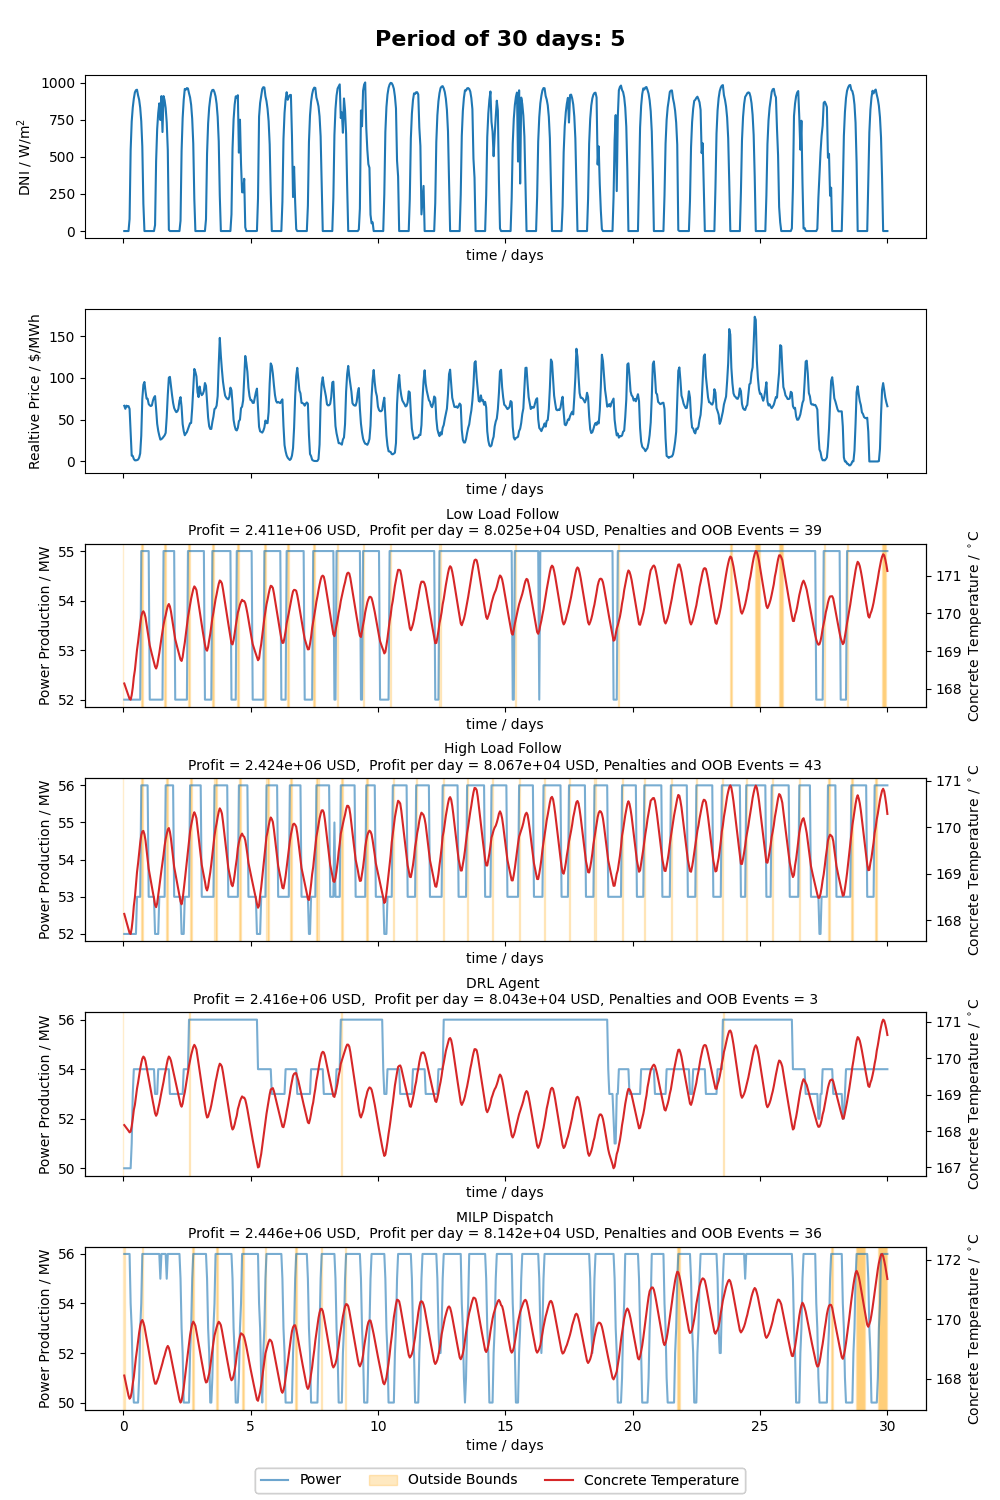 Period of 30 days: 5
DNI / W/m²
1000
750
500
250
0
time / days
Realtive Price / $/MWh
150
100
50
0
time / days
Low Load Follow
Profit = 2.411e+06 USD,  Profit per day = 8.025e+04 USD, Penalties and OOB Events = 39
Power Production / MW
55
54
53
52
171
170
169
168
Concrete Temperature / °C
time / days
High Load Follow
Profit = 2.424e+06 USD,  Profit per day = 8.067e+04 USD, Penalties and OOB Events = 43
Power Production / MW
56
55
54
53
52
171
170
169
168
Concrete Temperature / °C
time / days
DRL Agent
Profit = 2.416e+06 USD,  Profit per day = 8.043e+04 USD, Penalties and OOB Events = 3
Power Production / MW
56
54
52
50
171
170
169
168
167
Concrete Temperature / °C
time / days
MILP Dispatch
Profit = 2.446e+06 USD,  Profit per day = 8.142e+04 USD, Penalties and OOB Events = 36
Power Production / MW
56
54
52
50
172
170
168
Concrete Temperature / °C
0 5 10 15 20 25 30
time / days
Power Outside Bounds Concrete Temperature